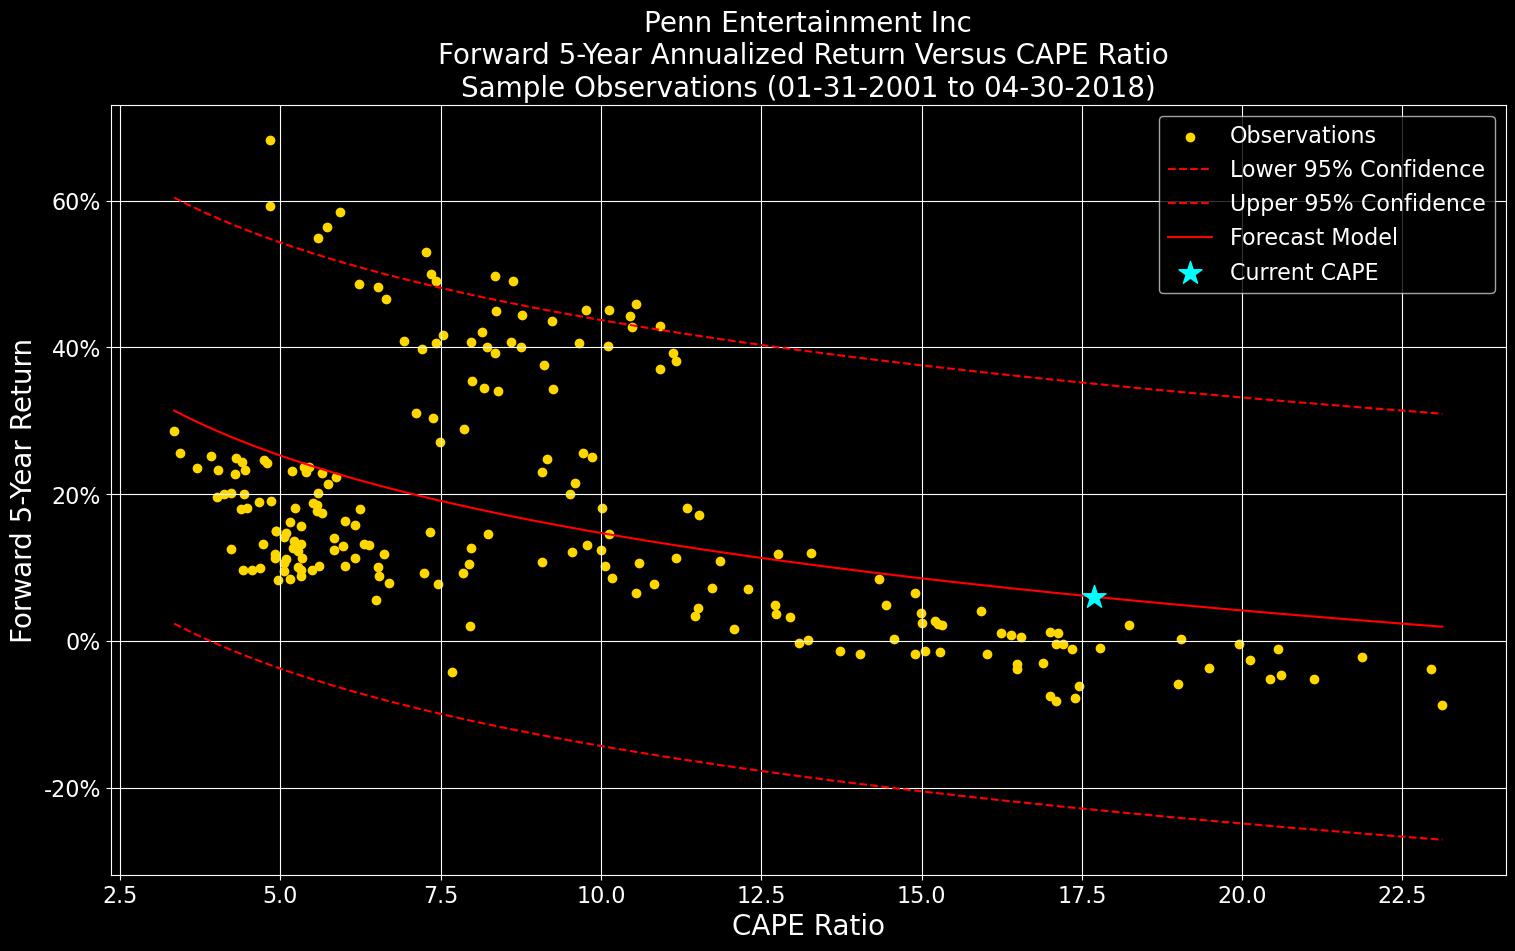 Penn Entertainment Inc
Forward 5-Year Annualized Return Versus CAPE Ratio
Sample Observations (01-31-2001 to 04-30-2018)
Observations
Lower 95% Confidence
Upper 95% Confidence
Forecast Model
Current CAPE
Forward 5-Year Return
60%
40%
20%
0%
-20%
2.5 5.0 7.5 10.0 12.5 15.0 17.5 20.0 22.5
CAPE Ratio